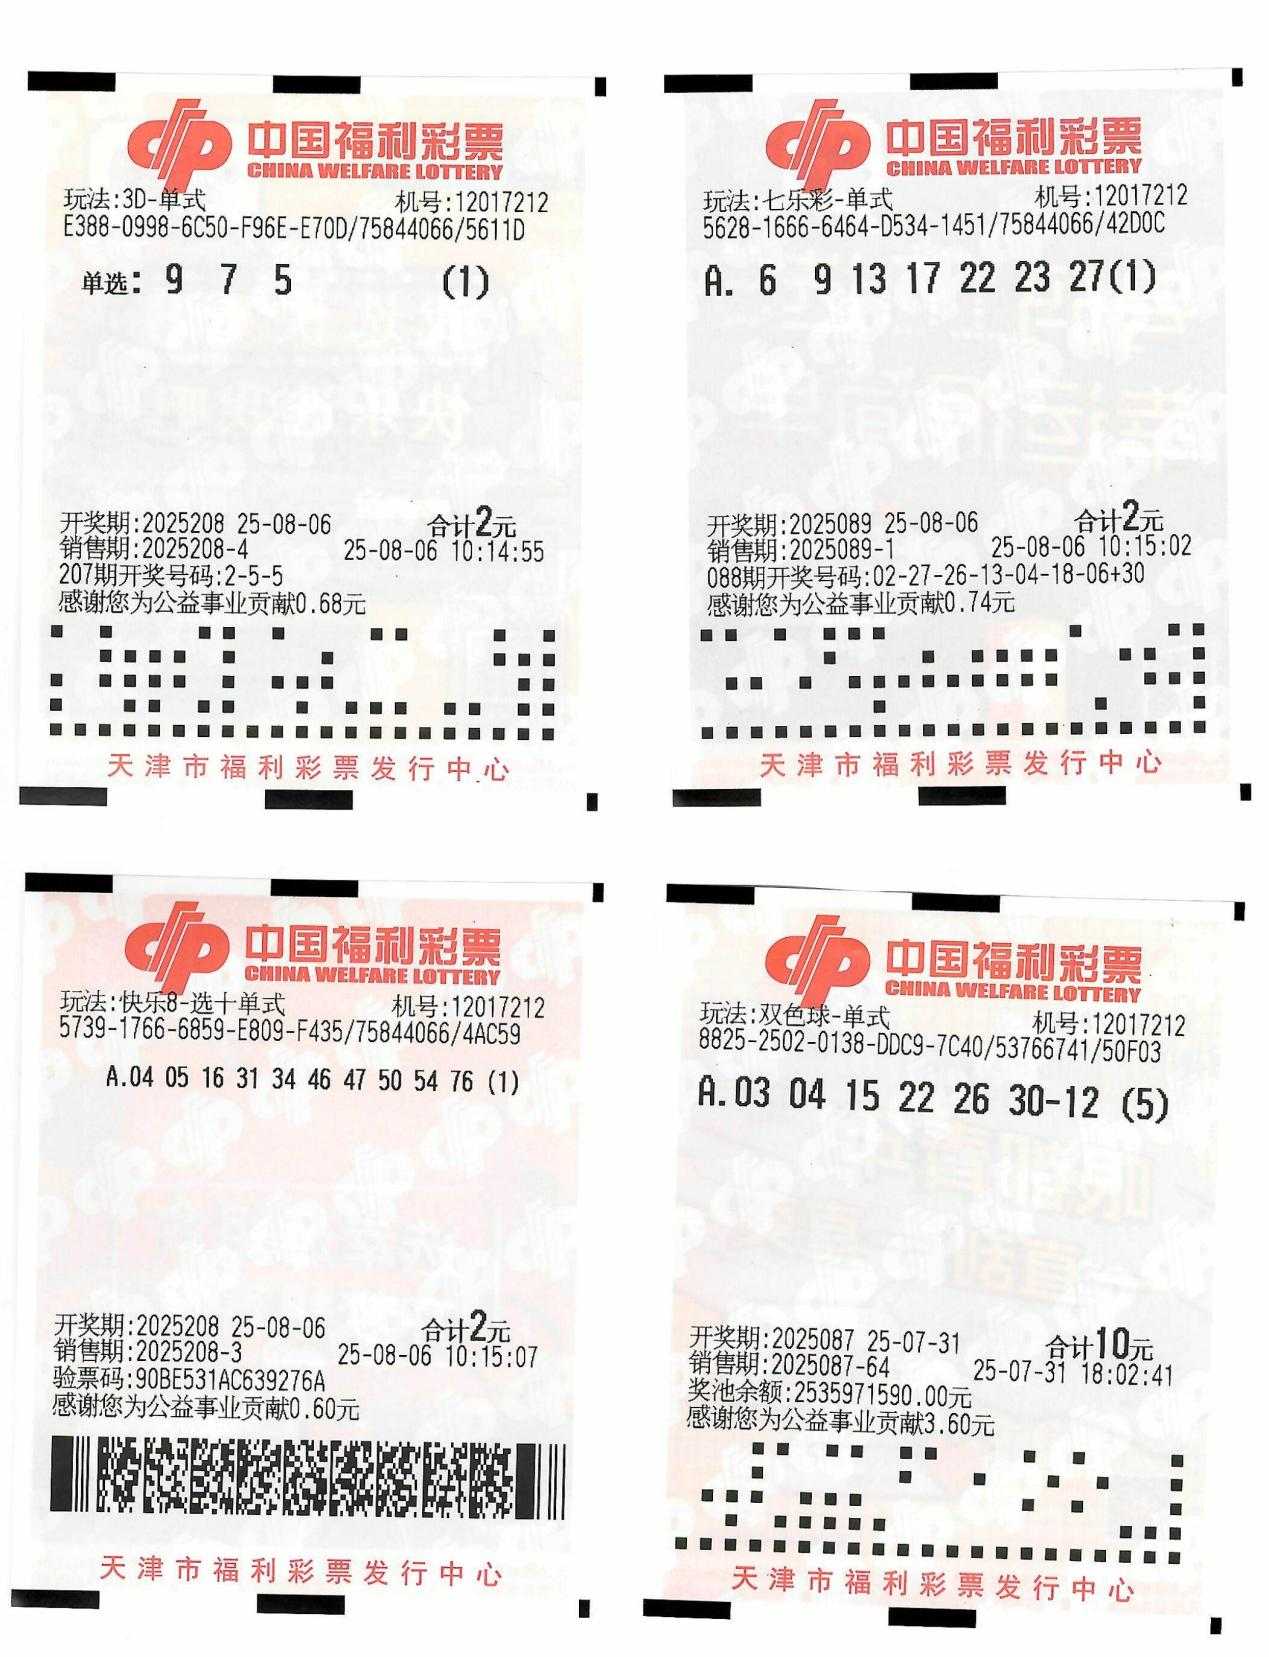 中国福利彩票
CHINA WELFARE LOTTERY
玩法:3D-单式 机号:12017212
E388-0998-6C50-F96E-E70D/75844066/5611D
单选: 9 7 5 (1)
开奖期:2025208 25-08-06 合计2元
销售期:2025208-4 25-08-06 10:14:55
207期开奖号码:2-5-5
感谢您为公益事业贡献0.68元
天津市福利彩票发行中心
中国福利彩票
CHINA WELFARE LOTTERY
玩法:七乐彩-单式 机号:12017212
5628-1666-6464-D534-1451/75844066/42D0C
A. 6 9 13 17 22 23 27(1)
开奖期:2025089 25-08-06 合计2元
销售期:2025089-1 25-08-06 10:15:02
088期开奖号码:02-27-26-13-04-18-06+30
感谢您为公益事业贡献0.74元
天津市福利彩票发行中心
中国福利彩票
CHINA WELFARE LOTTERY
玩法:快乐8-选十单式 机号:12017212
5739-1766-6859-E809-F435/75844066/4AC59
A.04 05 16 31 34 46 47 50 54 76 (1)
开奖期:2025208 25-08-06 合计2元
销售期:2025208-3 25-08-06 10:15:07
验票码:90BE531AC639276A
感谢您为公益事业贡献0.60元
天津市福利彩票发行中心
中国福利彩票
CHINA WELFARE LOTTERY
玩法:双色球-单式 机号:12017212
8825-2502-0138-DDC9-7C40/53766741/50F03
A.03 04 15 22 26 30-12 (5)
开奖期:2025087 25-07-31 合计10元
销售期:2025087-64 25-07-31 18:02:41
奖池余额:2535971590.00元
感谢您为公益事业贡献3.60元
天津市福利彩票发行中心